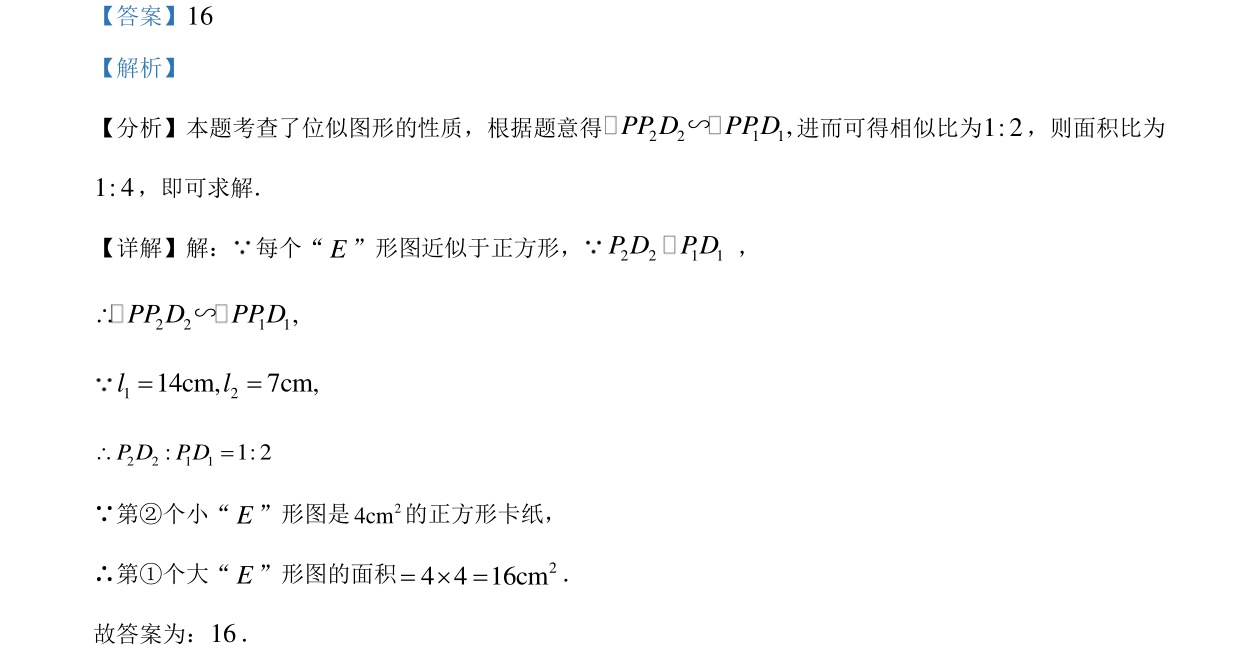 【答案】16
【解析】
【分析】本题考查了位似图形的性质，根据题意得□PP₂D₂∽□PP₁D₁,进而可得相似比为1:2，则面积比为
1:4，即可求解.
【详解】解：∵每个“E”形图近似于正方形，∵P₂D₂□P₁D₁，
∴□PP₂D₂∽□PP₁D₁,
∵l₁=14cm,l₂=7cm,
∴P₂D₂:P₁D₁=1:2
∵第②个小“E”形图是4cm²的正方形卡纸，
∴第①个大“E”形图的面积=4×4=16cm².
故答案为：16.